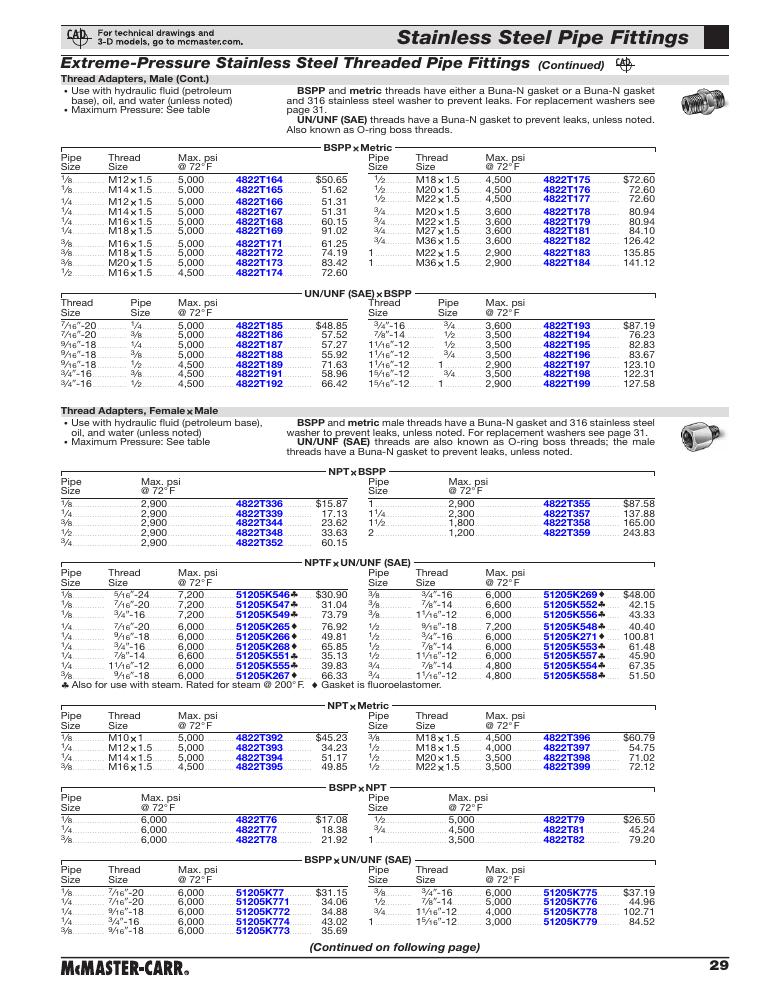 For technical drawings and
3-D models, go to mcmaster.com.
Stainless Steel Pipe Fittings
Extreme-Pressure Stainless Steel Threaded Pipe Fittings (Continued)
Thread Adapters, Male (Cont.)
• Use with hydraulic fluid (petroleum
base), oil, and water (unless noted)
• Maximum Pressure: See table
BSPP and metric threads have either a Buna-N gasket or a Buna-N gasket
and 316 stainless steel washer to prevent leaks. For replacement washers see
page 31.
UN/UNF (SAE) threads have a Buna-N gasket to prevent leaks, unless noted.
Also known as O-ring boss threads.
BSPP x Metric
Pipe Size Thread Size Max. psi @ 72° F
1/8 M12 x 1.5 5,000 4822T164 $50.65
1/8 M14 x 1.5 5,000 4822T165 51.62
1/4 M12 x 1.5 5,000 4822T166 51.31
1/4 M14 x 1.5 5,000 4822T167 51.31
1/4 M16 x 1.5 5,000 4822T168 60.15
1/4 M18 x 1.5 5,000 4822T169 91.02
3/8 M16 x 1.5 5,000 4822T171 61.25
3/8 M18 x 1.5 5,000 4822T172 74.19
3/8 M20 x 1.5 5,000 4822T173 83.42
1/2 M16 x 1.5 4,500 4822T174 72.60
Pipe Size Thread Size Max. psi @ 72° F
1/2 M18 x 1.5 4,500 4822T175 $72.60
1/2 M20 x 1.5 4,500 4822T176 72.60
1/2 M22 x 1.5 4,500 4822T177 72.60
3/4 M20 x 1.5 3,600 4822T178 80.94
3/4 M22 x 1.5 3,600 4822T179 80.94
3/4 M27 x 1.5 3,600 4822T181 84.10
3/4 M36 x 1.5 3,600 4822T182 126.42
1 M22 x 1.5 2,900 4822T183 135.85
1 M36 x 1.5 2,900 4822T184 141.12
UN/UNF (SAE) x BSPP
Thread Size Pipe Size Max. psi @ 72° F
7/16"-20 1/4 5,000 4822T185 $48.85
7/16"-20 3/8 5,000 4822T186 57.52
9/16"-18 1/4 5,000 4822T187 57.27
9/16"-18 3/8 5,000 4822T188 55.92
9/16"-18 1/2 4,500 4822T189 71.63
3/4"-16 3/8 5,000 4822T191 58.96
3/4"-16 1/2 4,500 4822T192 66.42
Thread Size Pipe Size Max. psi @ 72° F
3/4"-16 3/4 3,600 4822T193 $87.19
7/8"-14 1/2 3,500 4822T194 76.23
1 1/16"-12 1/2 3,500 4822T195 82.83
1 1/16"-12 3/4 3,500 4822T196 83.67
1 1/16"-12 1 2,900 4822T197 123.10
1 5/16"-12 3/4 3,500 4822T198 122.31
1 5/16"-12 1 2,900 4822T199 127.58
Thread Adapters, Female x Male
• Use with hydraulic fluid (petroleum base),
oil, and water (unless noted)
• Maximum Pressure: See table
BSPP and metric male threads have a Buna-N gasket and 316 stainless steel
washer to prevent leaks, unless noted. For replacement washers see page 31.
UN/UNF (SAE) threads are also known as O-ring boss threads; the male
threads have a Buna-N gasket to prevent leaks, unless noted.
NPT x BSPP
Pipe Size Max. psi @ 72° F
1/8 2,900 4822T336 $15.87
1/4 2,900 4822T339 17.13
3/8 2,900 4822T344 23.62
1/2 2,900 4822T348 33.63
3/4 2,900 4822T352 60.15
Pipe Size Max. psi @ 72° F
1 2,900 4822T355 $87.58
1 1/4 2,300 4822T357 137.88
1 1/2 1,800 4822T358 165.00
2 1,200 4822T359 243.83
NPTF x UN/UNF (SAE)
Pipe Size Thread Size Max. psi @ 72° F
1/8 5/16"-24 7,200 51205K546♣ $30.90
1/8 7/16"-20 7,200 51205K547♣ 31.04
1/8 3/4"-16 7,200 51205K549♣ 73.79
1/4 7/16"-20 6,000 51205K265♦ 76.92
1/4 9/16"-18 6,000 51205K266♦ 49.81
1/4 3/4"-16 6,000 51205K268♦ 65.85
1/4 7/8"-14 6,000 51205K551♣ 35.13
1/4 1 1/16"-12 6,000 51205K555♣ 39.83
3/8 9/16"-18 6,000 51205K267♦ 66.33
Pipe Size Thread Size Max. psi @ 72° F
3/8 3/4"-16 6,000 51205K269♦ $48.00
3/8 7/8"-14 6,600 51205K552♣ 42.15
3/8 1 1/16"-12 6,000 51205K556♣ 43.33
1/2 9/16"-18 7,200 51205K548♣ 40.40
1/2 3/4"-16 6,000 51205K271♦ 100.81
1/2 7/8"-14 6,000 51205K553♣ 61.48
1/2 1 1/16"-12 6,000 51205K557♣ 45.90
3/4 7/8"-14 4,800 51205K554♣ 67.35
3/4 1 1/16"-12 4,800 51205K558♣ 51.50
♣ Also for use with steam. Rated for steam @ 200° F. ♦ Gasket is fluoroelastomer.
NPT x Metric
Pipe Size Thread Size Max. psi @ 72° F
1/8 M10 x 1 5,000 4822T392 $45.23
1/4 M12 x 1.5 5,000 4822T393 34.23
1/4 M14 x 1.5 5,000 4822T394 51.17
3/8 M16 x 1.5 4,500 4822T395 49.85
Pipe Size Thread Size Max. psi @ 72° F
3/8 M18 x 1.5 4,500 4822T396 $60.79
1/2 M18 x 1.5 4,000 4822T397 54.75
1/2 M20 x 1.5 3,500 4822T398 71.02
1/2 M22 x 1.5 3,500 4822T399 72.12
BSPP x NPT
Pipe Size Max. psi @ 72° F
1/8 6,000 4822T76 $17.08
1/4 6,000 4822T77 18.38
3/8 6,000 4822T78 21.92
Pipe Size Max. psi @ 72° F
1/2 5,000 4822T79 $26.50
3/4 4,500 4822T81 45.24
1 3,500 4822T82 79.20
BSPP x UN/UNF (SAE)
Pipe Size Thread Size Max. psi @ 72° F
1/8 7/16"-20 6,000 51205K77 $31.15
1/4 7/16"-20 6,000 51205K771 34.06
1/4 9/16"-18 6,000 51205K772 34.88
1/4 3/4"-16 6,000 51205K774 43.02
3/8 9/16"-18 6,000 51205K773 35.69
Pipe Size Thread Size Max. psi @ 72° F
3/8 3/4"-16 6,000 51205K775 $37.19
1/2 7/8"-14 5,000 51205K776 44.96
3/4 1 1/16"-12 4,000 51205K778 102.71
1 1 5/16"-12 3,000 51205K779 84.52
(Continued on following page)
McMASTER-CARR®
29